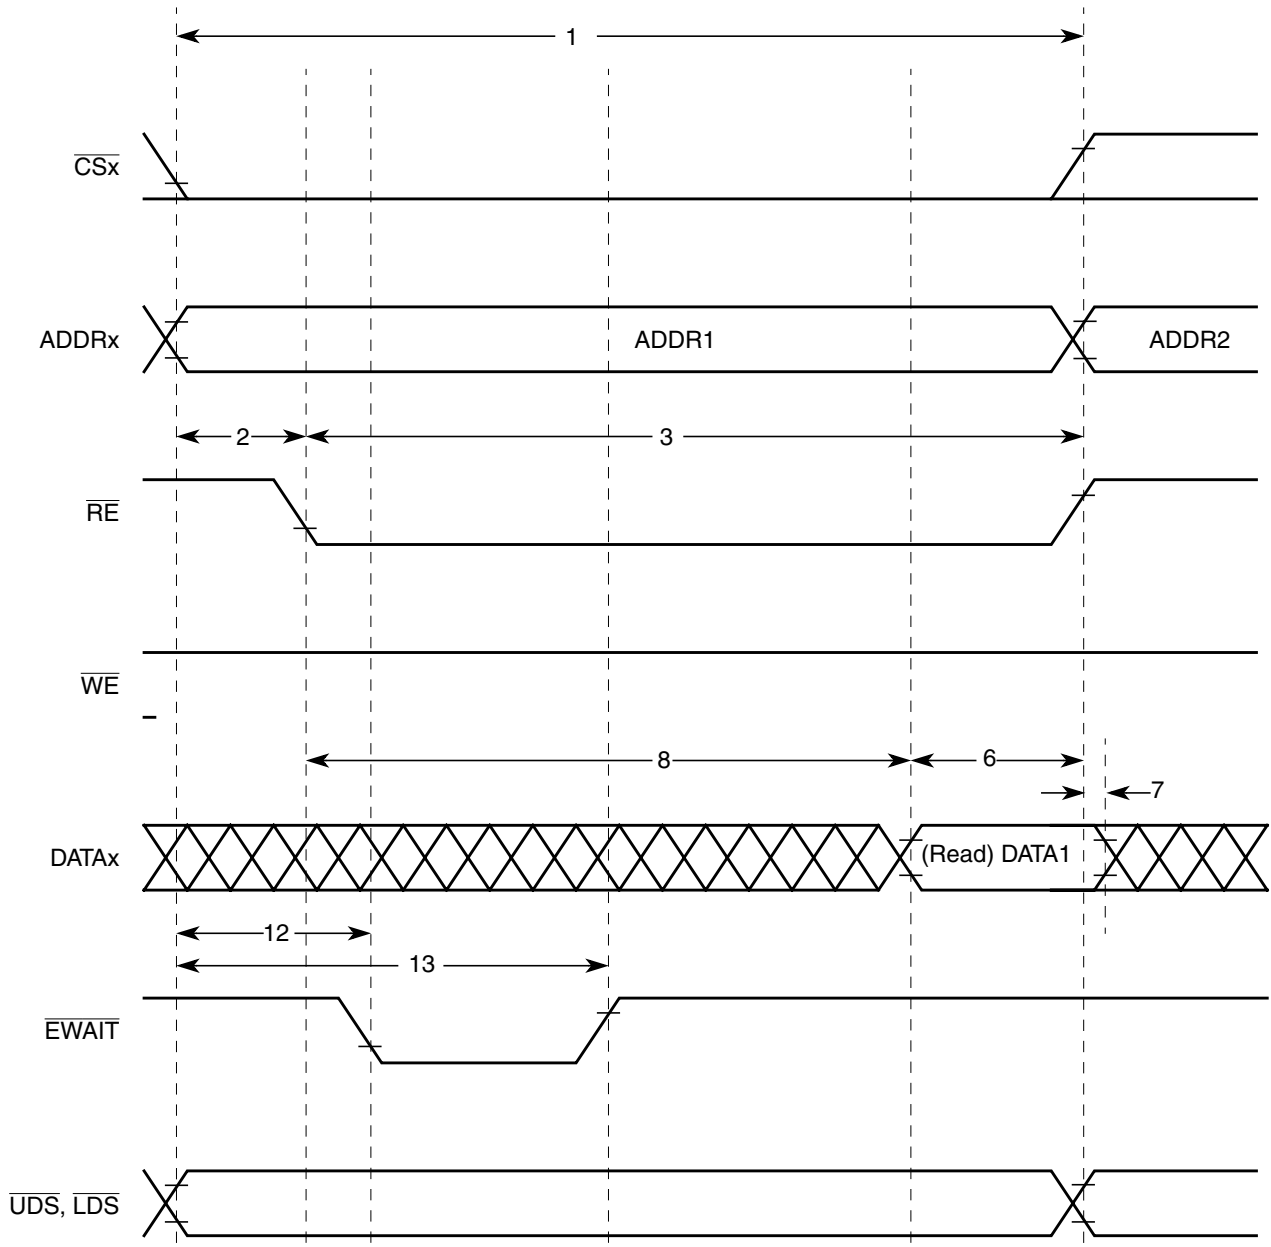 1
CSx
ADDRx
ADDR1
ADDR2
2
3
RE
WE
8
6
7
DATAx
(Read) DATA1
12
13
EWAIT
UDS, LDS